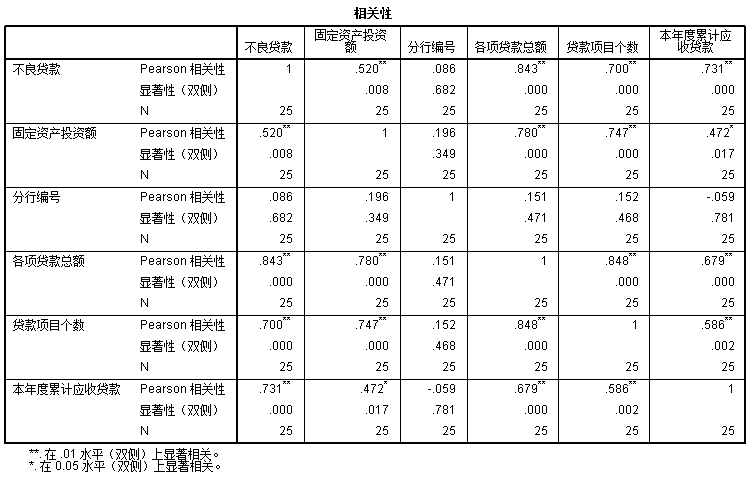 相关性
不良贷款 固定资产投资额 分行编号 各项贷款总额 贷款项目个数 本年度累计应收贷款
不良贷款 Pearson 相关性 1 .520** .086 .843** .700** .731**
显著性（双侧） .008 .682 .000 .000 .000
N 25 25 25 25 25 25
固定资产投资额 Pearson 相关性 .520** 1 .196 .780** .747** .472*
显著性（双侧） .008 .349 .000 .000 .017
N 25 25 25 25 25 25
分行编号 Pearson 相关性 .086 .196 1 .151 .152 -.059
显著性（双侧） .682 .349 .471 .468 .781
N 25 25 25 25 25 25
各项贷款总额 Pearson 相关性 .843** .780** .151 1 .848** .679**
显著性（双侧） .000 .000 .471 .000 .000
N 25 25 25 25 25 25
贷款项目个数 Pearson 相关性 .700** .747** .152 .848** 1 .586**
显著性（双侧） .000 .000 .468 .000 .002
N 25 25 25 25 25 25
本年度累计应收贷款 Pearson 相关性 .731** .472* -.059 .679** .586** 1
显著性（双侧） .000 .017 .781 .000 .002
N 25 25 25 25 25 25
**. 在 .01 水平（双侧）上显著相关。
*. 在 0.05 水平（双侧）上显著相关。